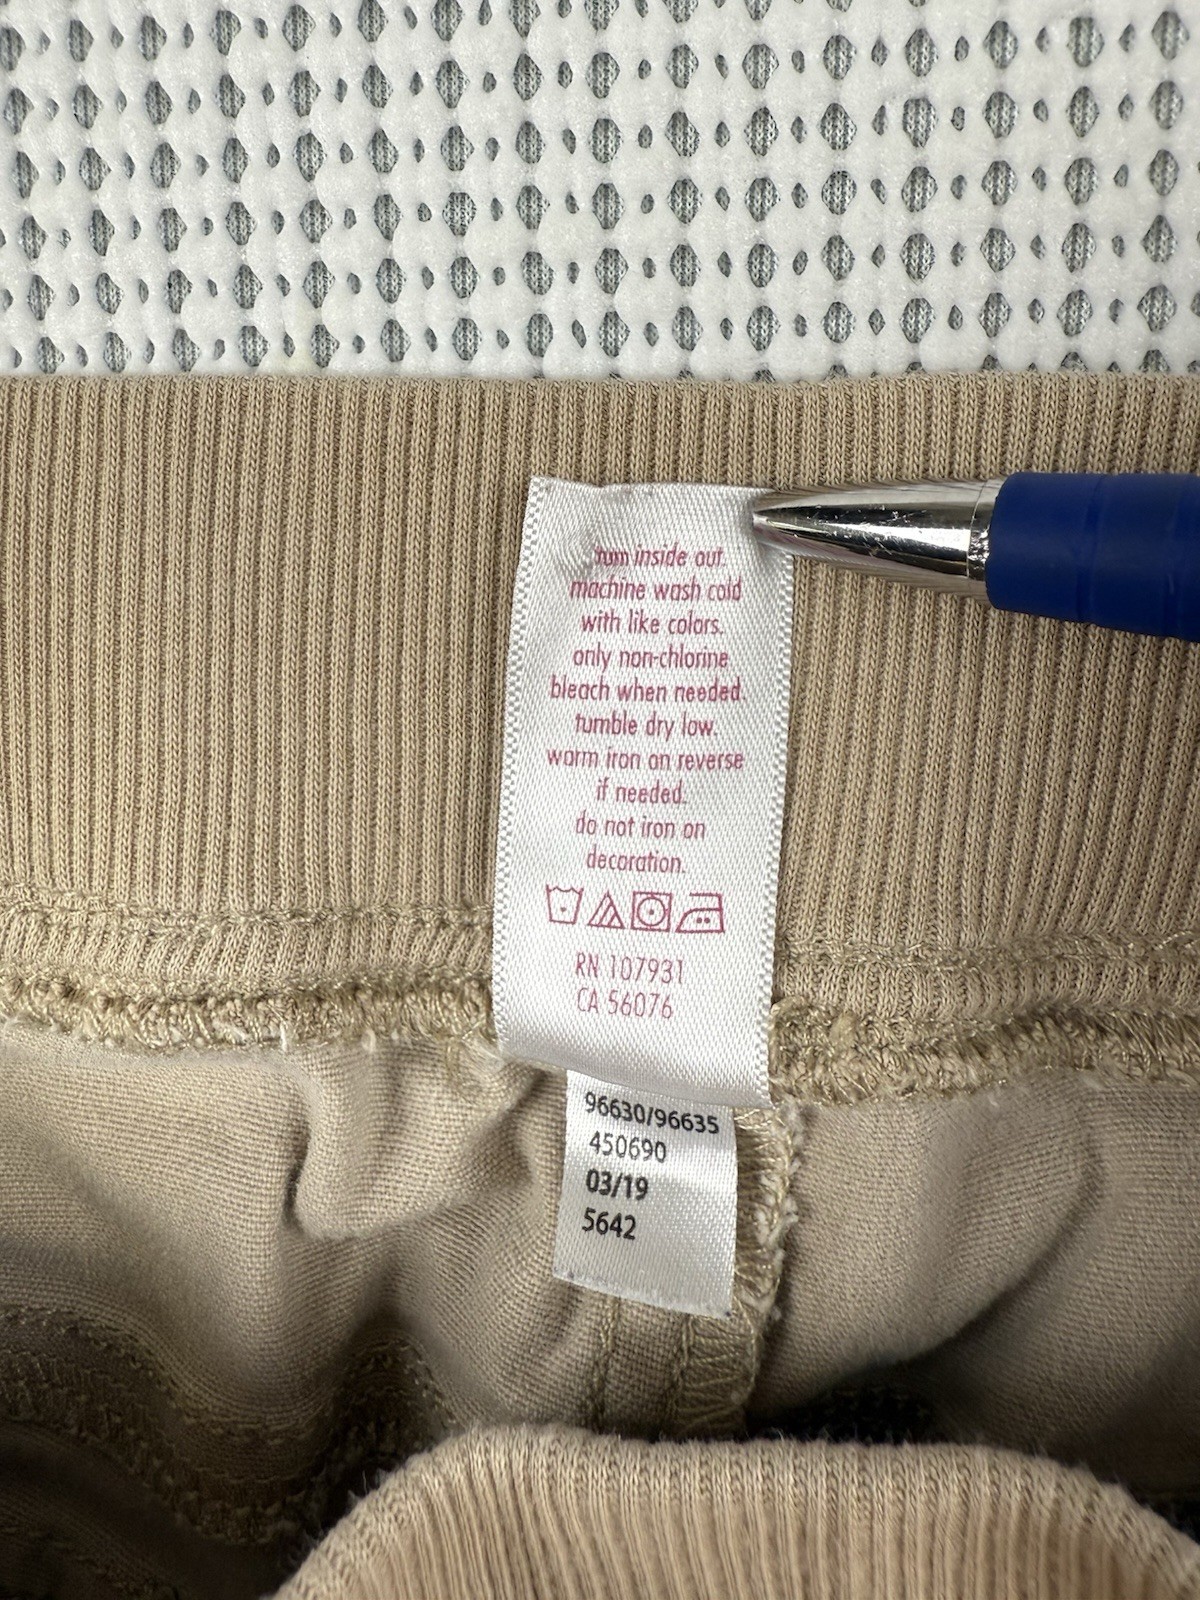 turn inside out.
machine wash cold
with like colors.
only non-chlorine
bleach when needed.
tumble dry low.
warm iron on reverse
if needed.
do not iron on
decoration.
RN 107931
CA 56076
96630/96635
450690
03/19
5642